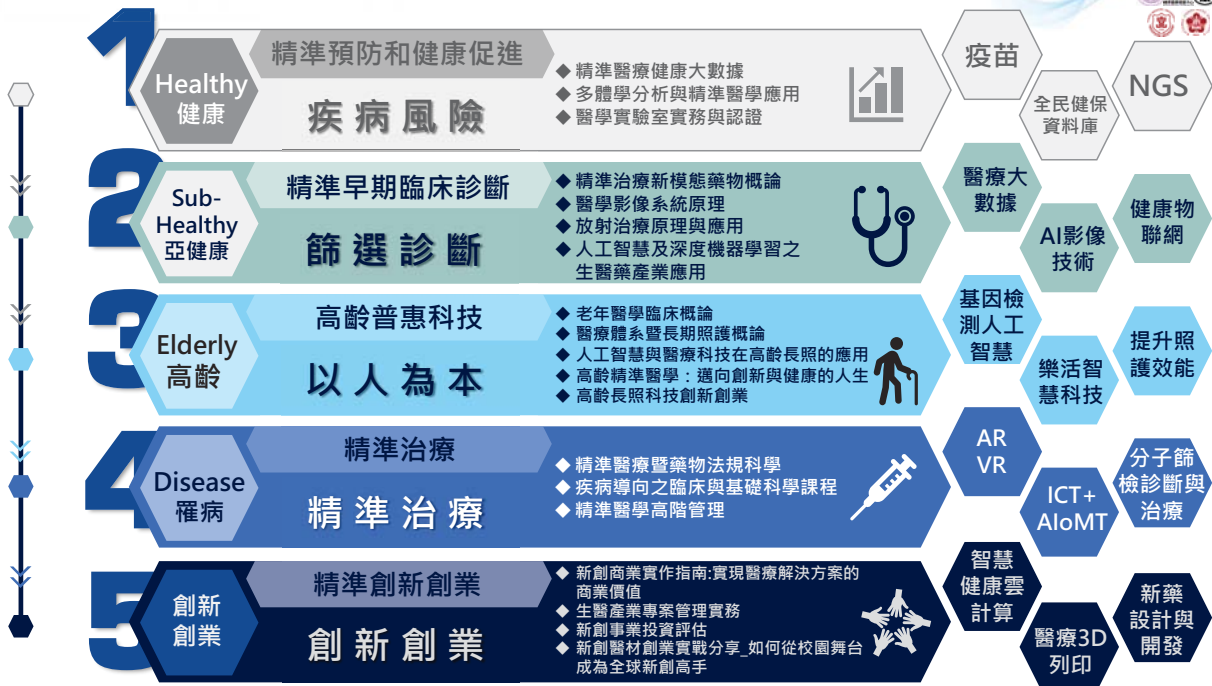 1
Healthy
健康
精準預防和健康促進
疾病風險
◆ 精準醫療健康大數據
◆ 多體學分析與精準醫學應用
◆ 醫學實驗室實務與認證
疫苗
全民健保
資料庫
NGS
2
Sub-
Healthy
亞健康
精準早期臨床診斷
篩選診斷
◆ 精準治療新模態藥物概論
◆ 醫學影像系統原理
◆ 放射治療原理與應用
◆ 人工智慧及深度機器學習之
生醫藥產業應用
醫療大
數據
AI影像
技術
健康物
聯網
3
Elderly
高齡
高齡普惠科技
以人為本
◆ 老年醫學臨床概論
◆ 醫療體系暨長期照護概論
◆ 人工智慧與醫療科技在高齡長照的應用
◆ 高齡精準醫學：邁向創新與健康的人生
◆ 高齡長照科技創新創業
基因檢
測人工
智慧
樂活智
慧科技
提升照
護效能
4
Disease
罹病
精準治療
精準治療
◆ 精準醫療暨藥物法規科學
◆ 疾病導向之臨床與基礎科學課程
◆ 精準醫學高階管理
AR
VR
ICT+
AIoMT
分子篩
檢診斷與
治療
5
創新
創業
精準創新創業
創新創業
◆ 新創商業實作指南:實現醫療解決方案的
商業價值
◆ 生醫產業專案管理實務
◆ 新創事業投資評估
◆ 新創醫材創業實戰分享_如何從校園舞台
成為全球新創高手
智慧
健康雲
計算
醫療3D
列印
新藥
設計與
開發